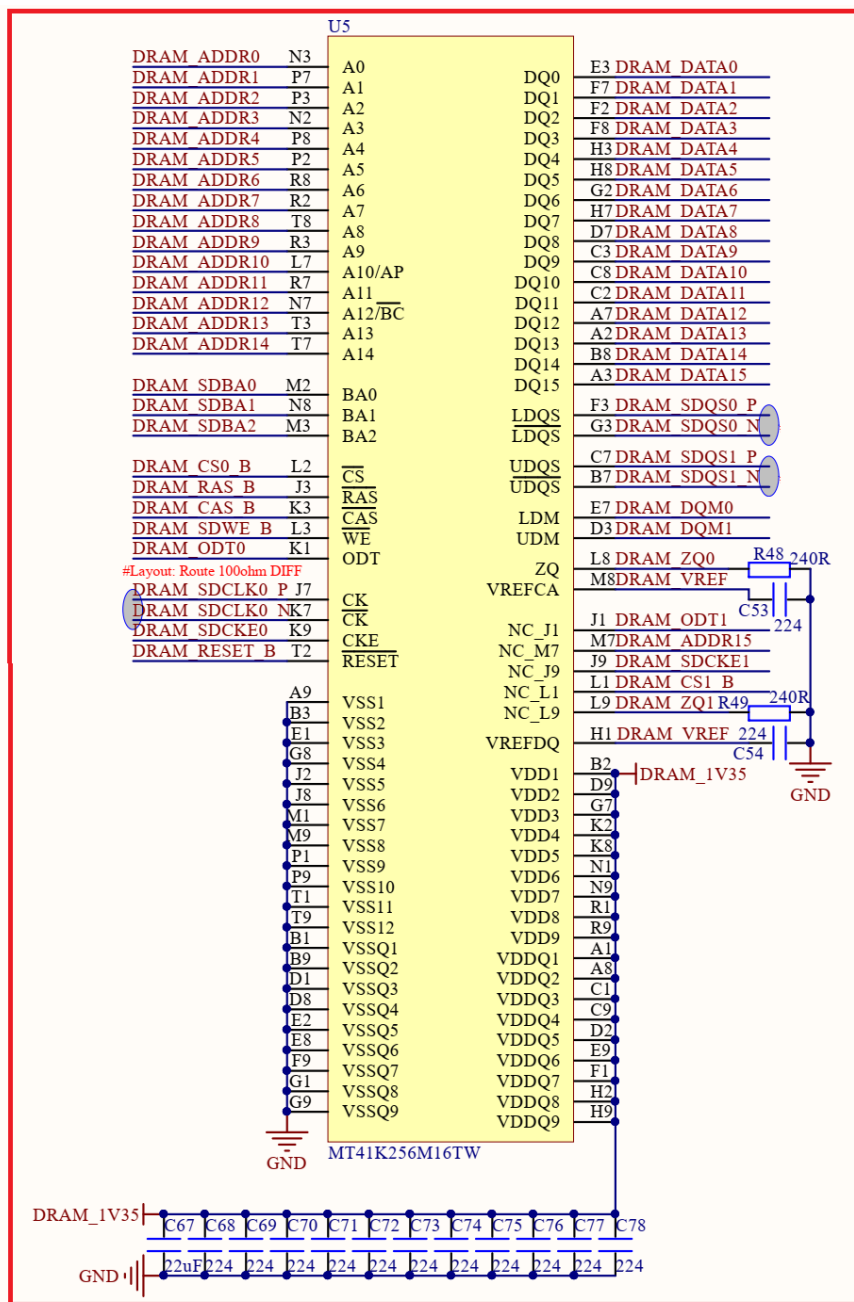 U5
DRAM_ADDR0 N3 A0
DRAM_ADDR1 P7 A1
DRAM_ADDR2 P3 A2
DRAM_ADDR3 N2 A3
DRAM_ADDR4 P8 A4
DRAM_ADDR5 P2 A5
DRAM_ADDR6 R8 A6
DRAM_ADDR7 R2 A7
DRAM_ADDR8 T8 A8
DRAM_ADDR9 R3 A9
DRAM_ADDR10 L7 A10/AP
DRAM_ADDR11 R7 A11
DRAM_ADDR12 N7 A12/BC
DRAM_ADDR13 T3 A13
DRAM_ADDR14 T7 A14
DRAM_SDBA0 M2 BA0
DRAM_SDBA1 N8 BA1
DRAM_SDBA2 M3 BA2
DRAM_CS0_B L2 CS
DRAM_RAS_B J3 RAS
DRAM_CAS_B K3 CAS
DRAM_SDWE_B L3 WE
DRAM_ODT0 K1 ODT
#Layout: Route 100ohm DIFF
DRAM_SDCLK0_P J7 CK
DRAM_SDCLK0_N K7 CK
DRAM_SDCKE0 K9 CKE
DRAM_RESET_B T2 RESET
A9 VSS1
B3 VSS2
E1 VSS3
G8 VSS4
J2 VSS5
J8 VSS6
M1 VSS7
M9 VSS8
P1 VSS9
P9 VSS10
T1 VSS11
T9 VSS12
B1 VSSQ1
B9 VSSQ2
D1 VSSQ3
D8 VSSQ4
E2 VSSQ5
E8 VSSQ6
F9 VSSQ7
G1 VSSQ8
G9 VSSQ9
GND
DQ0 E3 DRAM_DATA0
DQ1 F7 DRAM_DATA1
DQ2 F2 DRAM_DATA2
DQ3 F8 DRAM_DATA3
DQ4 H3 DRAM_DATA4
DQ5 H8 DRAM_DATA5
DQ6 G2 DRAM_DATA6
DQ7 H7 DRAM_DATA7
DQ8 D7 DRAM_DATA8
DQ9 C3 DRAM_DATA9
DQ10 C8 DRAM_DATA10
DQ11 C2 DRAM_DATA11
DQ12 A7 DRAM_DATA12
DQ13 A2 DRAM_DATA13
DQ14 B8 DRAM_DATA14
DQ15 A3 DRAM_DATA15
LDQS F3 DRAM_SDQS0_P
LDQS G3 DRAM_SDQS0_N
UDQS C7 DRAM_SDQS1_P
UDQS B7 DRAM_SDQS1_N
LDM E7 DRAM_DQM0
UDM D3 DRAM_DQM1
ZQ L8 DRAM_ZQ0 R48 240R
VREFCA M8 DRAM_VREF C53 224
NC_J1 J1 DRAM_ODT1
NC_M7 M7 DRAM_ADDR15
NC_J9 J9 DRAM_SDCKE1
NC_L1 L1 DRAM_CS1_B
NC_L9 L9 DRAM_ZQ1 R49 240R
VREFDQ H1 DRAM_VREF 224 C54
GND
VDD1 B2 DRAM_1V35
VDD2 D9
VDD3 G7
VDD4 K2
VDD5 K8
VDD6 N1
VDD7 N9
VDD8 R1
VDD9 R9
VDDQ1 A1
VDDQ2 A8
VDDQ3 C1
VDDQ4 C9
VDDQ5 D2
VDDQ6 E9
VDDQ7 F1
VDDQ8 H2
VDDQ9 H9
MT41K256M16TW
DRAM_1V35
C67 C68 C69 C70 C71 C72 C73 C74 C75 C76 C77 C78
GND
22uF 224 224 224 224 224 224 224 224 224 224 224